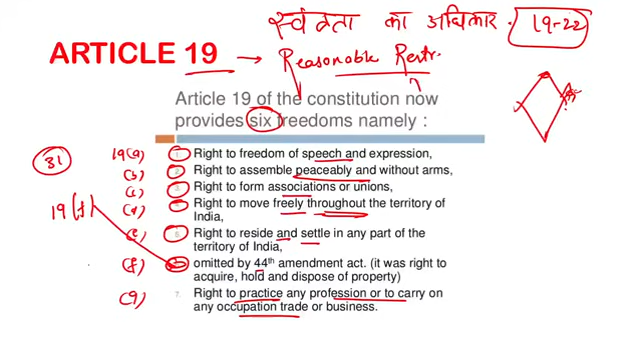 स्वतंत्रता का अधिकार 19-22
ARTICLE 19 → Reasonable Restr.
Article 19 of the constitution now
provides six freedoms namely :
31
19(a) 1. Right to freedom of speech and expression,
(b) 2. Right to assemble peaceably and without arms,
(c) 3. Right to form associations or unions,
(d) 4. Right to move freely throughout the territory of
India,
19(f)
(e) 5. Right to reside and settle in any part of the
territory of India,
(f) omitted by 44th amendment act. (it was right to
acquire, hold and dispose of property)
(g) 7. Right to practice any profession or to carry on
any occupation trade or business.